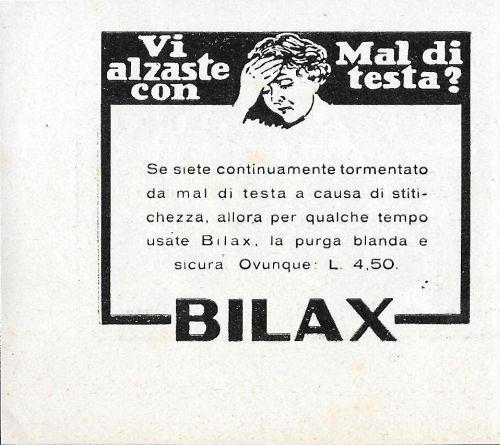 Vi
alzaste
con
Mal di
testa?
Se siete continuamente tormentato
da mal di testa a causa di stiti-
chezza, allora per qualche tempo
usate Bilax, la purga blanda e
sicura. Ovunque: L. 4,50.
BILAX